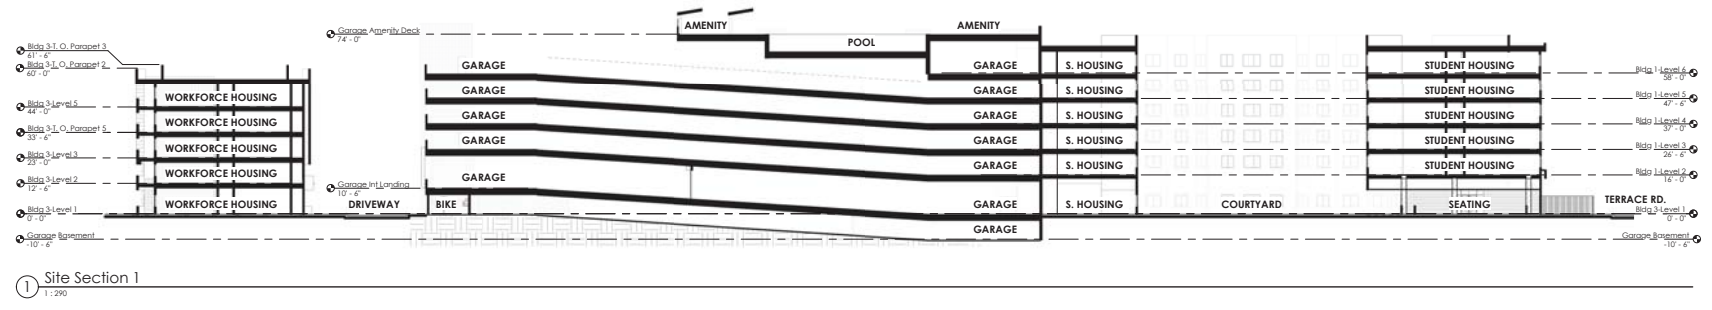 AMENITY
AMENITY
Garage Amenity Deck
74' - 0"
POOL
Bldg 3-T. O. Parapet 3
61' - 6"
Bldg 3-T. O. Parapet 2
60' - 0"
GARAGE
GARAGE
S. HOUSING
STUDENT HOUSING
Bldg 1-Level 6
58' - 0"
WORKFORCE HOUSING
GARAGE
GARAGE
S. HOUSING
STUDENT HOUSING
Bldg 1-Level 5
47' - 6"
Bldg 3-Level 5
44' - 0"
WORKFORCE HOUSING
GARAGE
GARAGE
S. HOUSING
STUDENT HOUSING
Bldg 1-Level 4
37' - 0"
Bldg 3-T. O. Parapet 5
33' - 6"
WORKFORCE HOUSING
GARAGE
GARAGE
S. HOUSING
STUDENT HOUSING
Bldg 1-Level 3
26' - 6"
Bldg 3-Level 3
23' - 0"
WORKFORCE HOUSING
GARAGE
GARAGE
S. HOUSING
STUDENT HOUSING
Bldg 1-Level 2
16' - 0"
Bldg 3-Level 2
12' - 6"
Garage Int Landing
10' - 6"
WORKFORCE HOUSING
DRIVEWAY
BIKE
GARAGE
S. HOUSING
COURTYARD
SEATING
TERRACE RD.
Bldg 3-Level 1
0' - 0"
Bldg 3-Level 1
0' - 0"
GARAGE
Garage Basement
-10' - 6"
Garage Basement
-10' - 6"
1
Site Section 1
1 : 290